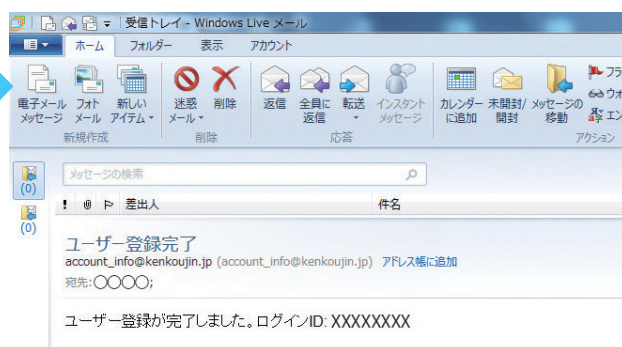 受信トレイ - Windows Live メール
ホーム フォルダー 表示 アカウント
電子メール メッセージ フォト メール 新しい アイテム 迷惑 メール 削除 返信 全員に 返信 転送 インスタント メッセージ カレンダー に追加 未開封/ 開封 メッセージの 移動 フラ
ウォ
エン
新規作成 削除 応答 アクション
メッセージの検索
(0)
! 差出人 件名
(0)
ユーザー登録完了
account_info@kenkoujin.jp (account_info@kenkoujin.jp) アドレス帳に追加
宛先:〇〇〇〇;
ユーザー登録が完了しました。ログインID: XXXXXXXX